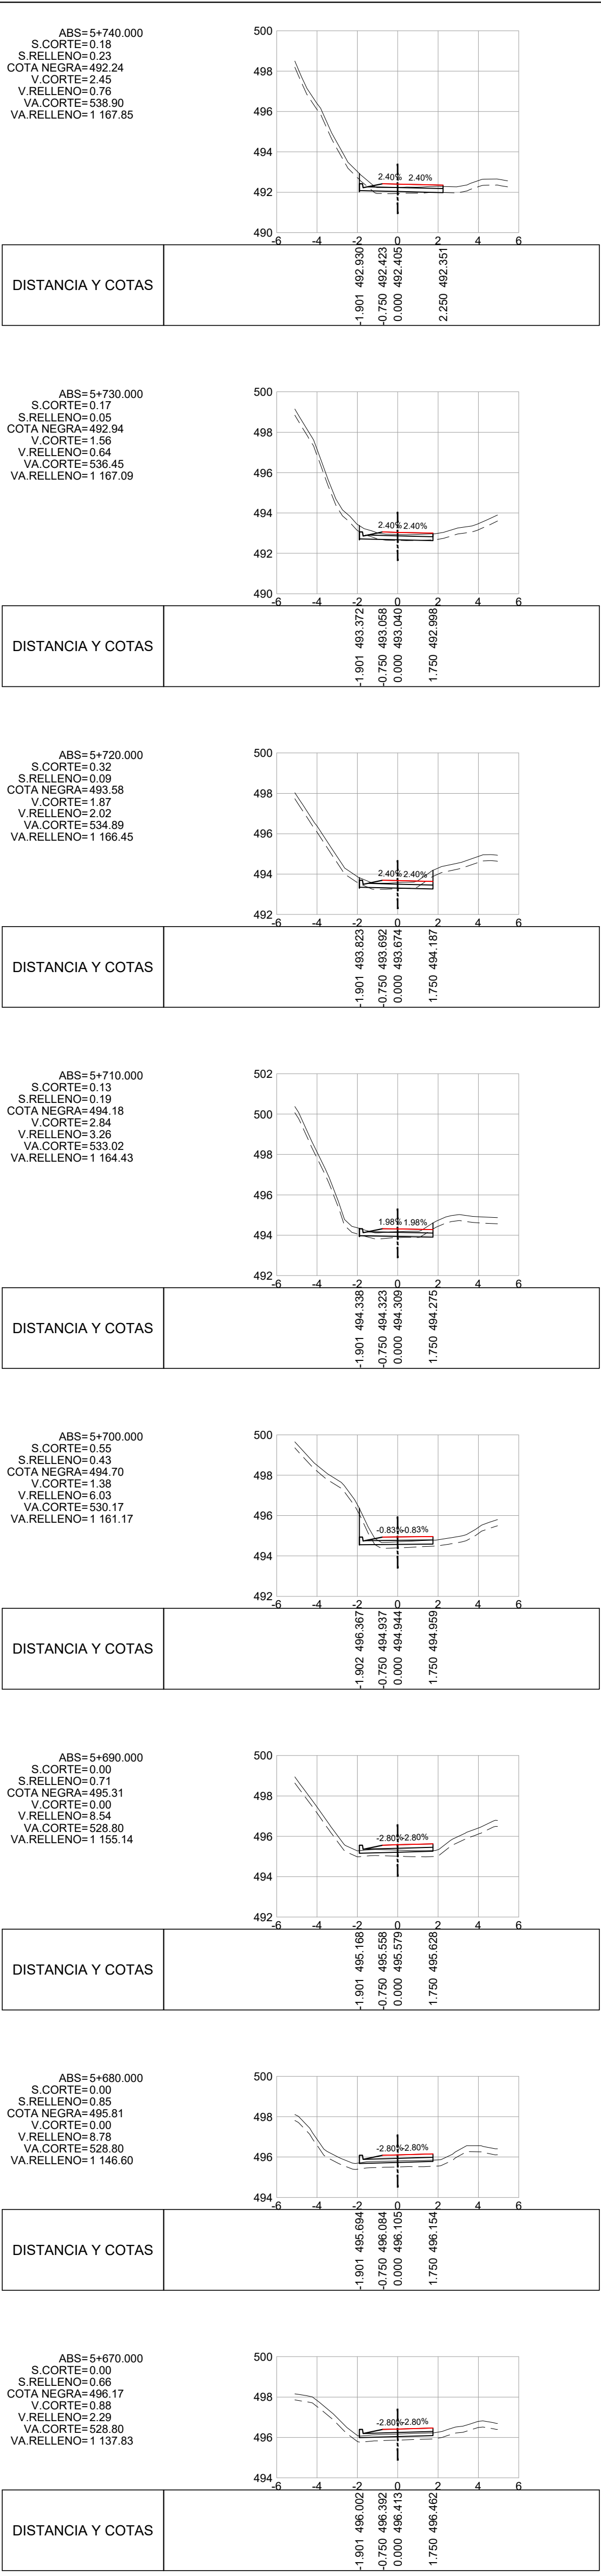 ABS=5+740.000
S.CORTE=0.18
S.RELLENO=0.23
COTA NEGRA=492.24
V.CORTE=2.45
V.RELLENO=0.76
VA.CORTE=538.90
VA.RELLENO=1 167.85
500
498
496
494
492
490
2.40% 2.40%
-6 -4 -2 0 2 4 6
DISTANCIA Y COTAS
-1.901 492.930
-0.750 492.423
0.000 492.405
2.250 492.351
ABS=5+730.000
S.CORTE=0.17
S.RELLENO=0.05
COTA NEGRA=492.94
V.CORTE=1.56
V.RELLENO=0.64
VA.CORTE=536.45
VA.RELLENO=1 167.09
500
498
496
494
492
490
2.40% 2.40%
-6 -4 -2 0 2 4 6
DISTANCIA Y COTAS
-1.901 493.372
-0.750 493.058
0.000 493.040
1.750 492.998
ABS=5+720.000
S.CORTE=0.32
S.RELLENO=0.09
COTA NEGRA=493.58
V.CORTE=1.87
V.RELLENO=2.02
VA.CORTE=534.89
VA.RELLENO=1 166.45
500
498
496
494
492
2.40% 2.40%
-6 -4 -2 0 2 4 6
DISTANCIA Y COTAS
-1.901 493.823
-0.750 493.692
0.000 493.674
1.750 494.187
ABS=5+710.000
S.CORTE=0.13
S.RELLENO=0.19
COTA NEGRA=494.18
V.CORTE=2.84
V.RELLENO=3.26
VA.CORTE=533.02
VA.RELLENO=1 164.43
502
500
498
496
494
492
1.98% 1.98%
-6 -4 -2 0 2 4 6
DISTANCIA Y COTAS
-1.901 494.338
-0.750 494.323
0.000 494.309
1.750 494.275
ABS=5+700.000
S.CORTE=0.55
S.RELLENO=0.43
COTA NEGRA=494.70
V.CORTE=1.38
V.RELLENO=6.03
VA.CORTE=530.17
VA.RELLENO=1 161.17
500
498
496
494
492
-0.83% -0.83%
-6 -4 -2 0 2 4 6
DISTANCIA Y COTAS
-1.902 496.367
-0.750 494.937
0.000 494.944
1.750 494.959
ABS=5+690.000
S.CORTE=0.00
S.RELLENO=0.71
COTA NEGRA=495.31
V.CORTE=0.00
V.RELLENO=8.54
VA.CORTE=528.80
VA.RELLENO=1 155.14
500
498
496
494
492
-2.80% -2.80%
-6 -4 -2 0 2 4 6
DISTANCIA Y COTAS
-1.901 495.168
-0.750 495.558
0.000 495.579
1.750 495.628
ABS=5+680.000
S.CORTE=0.00
S.RELLENO=0.85
COTA NEGRA=495.81
V.CORTE=0.00
V.RELLENO=8.78
VA.CORTE=528.80
VA.RELLENO=1 146.60
500
498
496
494
-2.80% -2.80%
-6 -4 -2 0 2 4 6
DISTANCIA Y COTAS
-1.901 495.694
-0.750 496.084
0.000 496.105
1.750 496.154
ABS=5+670.000
S.CORTE=0.00
S.RELLENO=0.66
COTA NEGRA=496.17
V.CORTE=0.88
V.RELLENO=2.29
VA.CORTE=528.80
VA.RELLENO=1 137.83
500
498
496
494
-2.80% -2.80%
-6 -4 -2 0 2 4 6
DISTANCIA Y COTAS
-1.901 496.002
-0.750 496.392
0.000 496.413
1.750 496.462